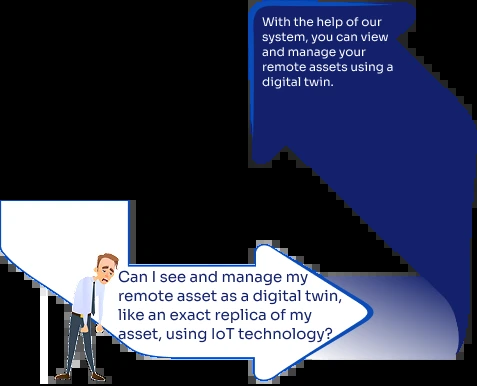 With the help of our
system, you can view
and manage your
remote assets using a
digital twin.
Can I see and manage my
remote asset as a digital twin,
like an exact replica of my
asset, using IoT technology?